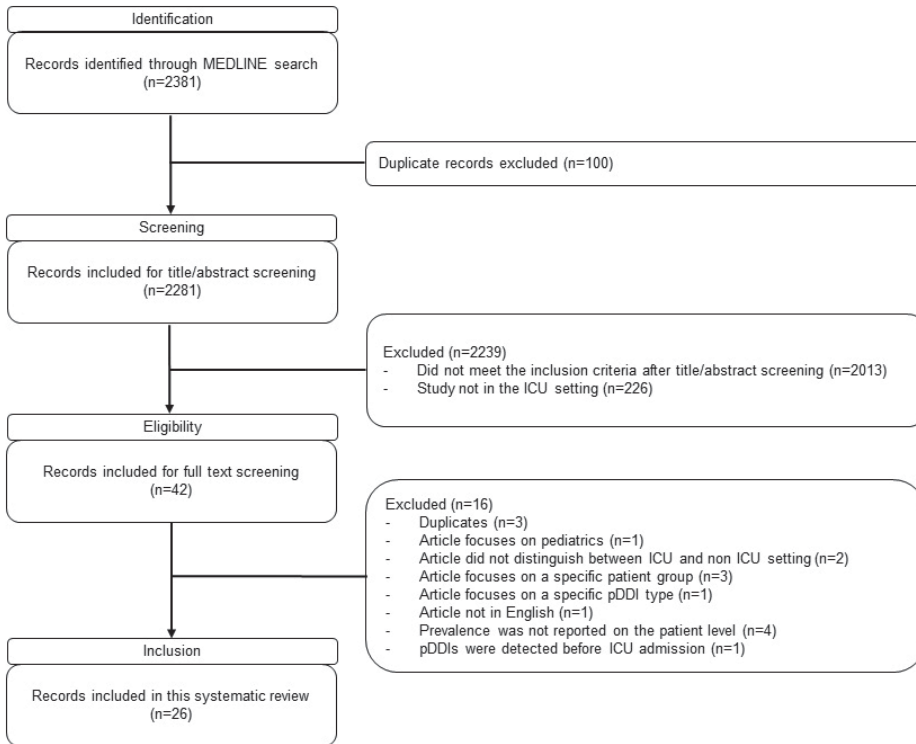 Identification
Records identified through MEDLINE search
(n=2381)
Duplicate records excluded (n=100)
Screening
Records included for title/abstract screening
(n=2281)
Excluded (n=2239)
- Did not meet the inclusion criteria after title/abstract screening (n=2013)
- Study not in the ICU setting (n=226)
Eligibility
Records included for full text screening
(n=42)
Excluded (n=16)
- Duplicates (n=3)
- Article focuses on pediatrics (n=1)
- Article did not distinguish between ICU and non ICU setting (n=2)
- Article focuses on a specific patient group (n=3)
- Article focuses on a specific pDDI type (n=1)
- Article not in English (n=1)
- Prevalence was not reported on the patient level (n=4)
- pDDIs were detected before ICU admission (n=1)
Inclusion
Records included in this systematic review
(n=26)